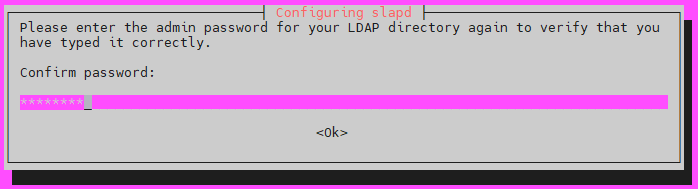 Configuring slapd
Please enter the admin password for your LDAP directory again to verify that you
have typed it correctly.
Confirm password:
********_
<Ok>